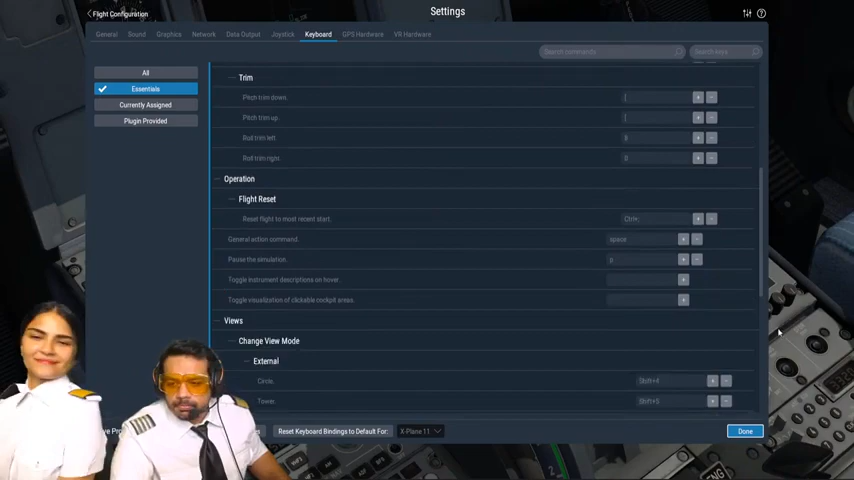 Flight Configuration
Settings
General Sound Graphics Network Data Output Joystick Keyboard GPS Hardware VR Hardware
Search commands Search keys
All
Essentials
Currently Assigned
Plugin Provided
Trim
Pitch trim down.
Pitch trim up.
Rud trim left
Rod trim right
Operation
Flight Reset
Reset flight to most recent start. Ctrl+;
General action command. space
Pause the simulation. p
Toggle instrument descriptions on hover.
Toggle visualization of clickable cockpit areas.
Views
Change View Mode
External
Circle. Shift+4
Tower. Shift+5
Reset Keyboard Bindings to Default For: X-Plane 11
Done
ENG